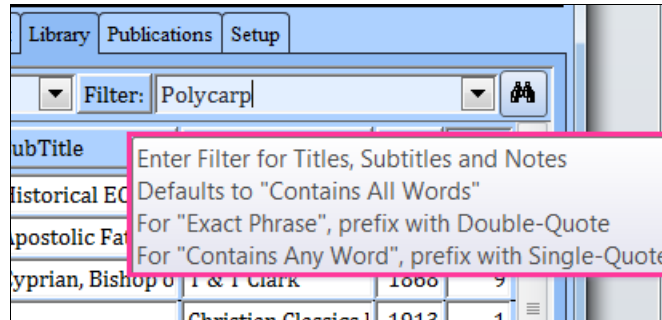 Library Publications Setup
Filter: Polycarp
ubTitle
Enter Filter for Titles, Subtitles and Notes
Historical EC
Defaults to "Contains All Words"
Apostolic Fat
For "Exact Phrase", prefix with Double-Quote
For "Contains Any Word", prefix with Single-Quote
Cyprian, Bishop o T & T Clark 1868 9
Christian Classics 1913 1